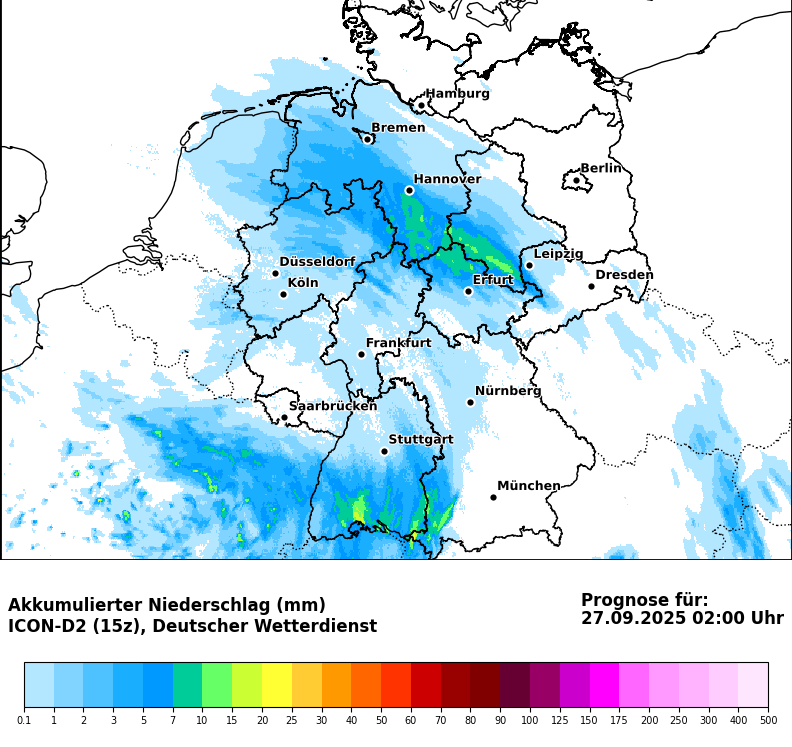 Hamburg
Bremen
Berlin
Hannover
Leipzig
Düsseldorf
Dresden
Köln
Erfurt
Frankfurt
Nürnberg
Saarbrücken
Stuttgart
München
Akkumulierter Niederschlag (mm)
ICON-D2 (15z), Deutscher Wetterdienst
Prognose für:
27.09.2025 02:00 Uhr
0.1 1 2 3 5 7 10 15 20 25 30 40 50 60 70 80 90 100 125 150 175 200 250 300 400 500